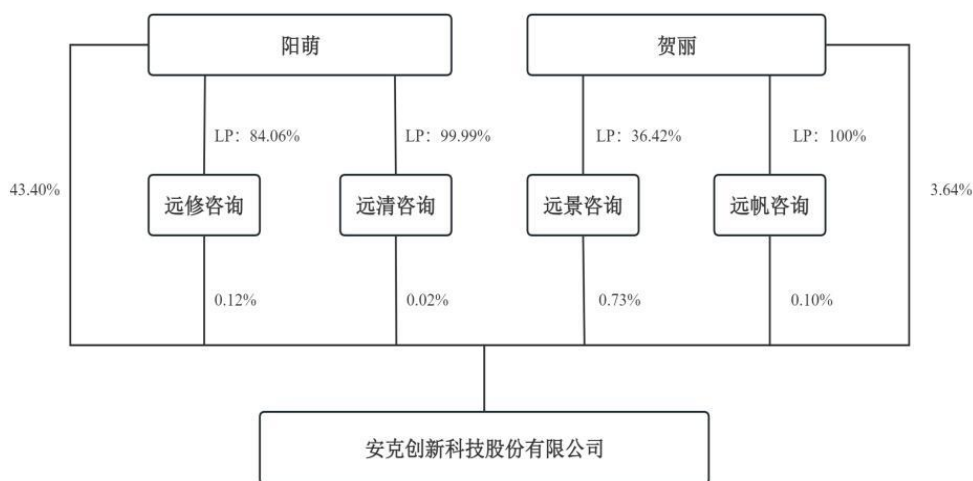 阳萌
贺丽
LP：84.06%
LP：99.99%
LP：36.42%
LP：100%
43.40%
远修咨询
远清咨询
远景咨询
远帆咨询
3.64%
0.12%
0.02%
0.73%
0.10%
安克创新科技股份有限公司